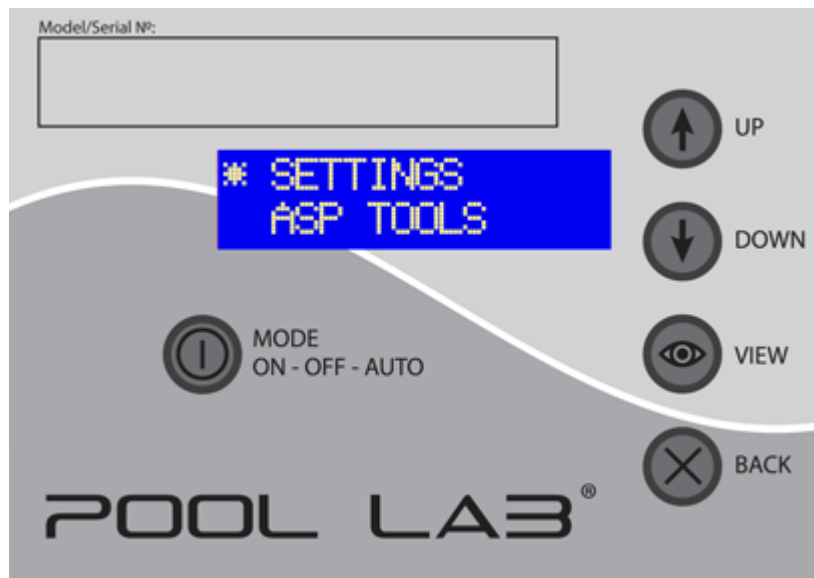 Model/Serial Nº:
* SETTINGS
ASP TOOLS
UP
DOWN
MODE
ON - OFF - AUTO
VIEW
BACK
POOL LAB®